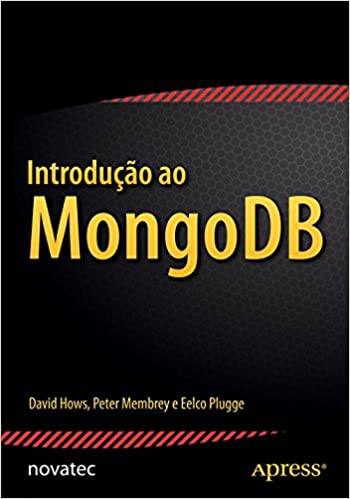 Introdução ao
MongoDB
David Hows, Peter Membrey e Eelco Plugge
novatec
Apress®